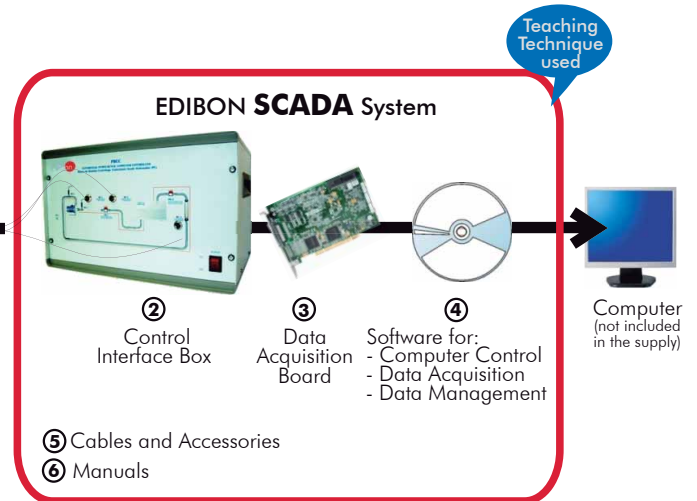 Teaching
Technique
used
EDIBON SCADA System
2
Control
Interface Box
3
Data
Acquisition
Board
4
Software for:
- Computer Control
- Data Acquisition
- Data Management
Computer
(not included
in the supply)
5 Cables and Accessories
6 Manuals